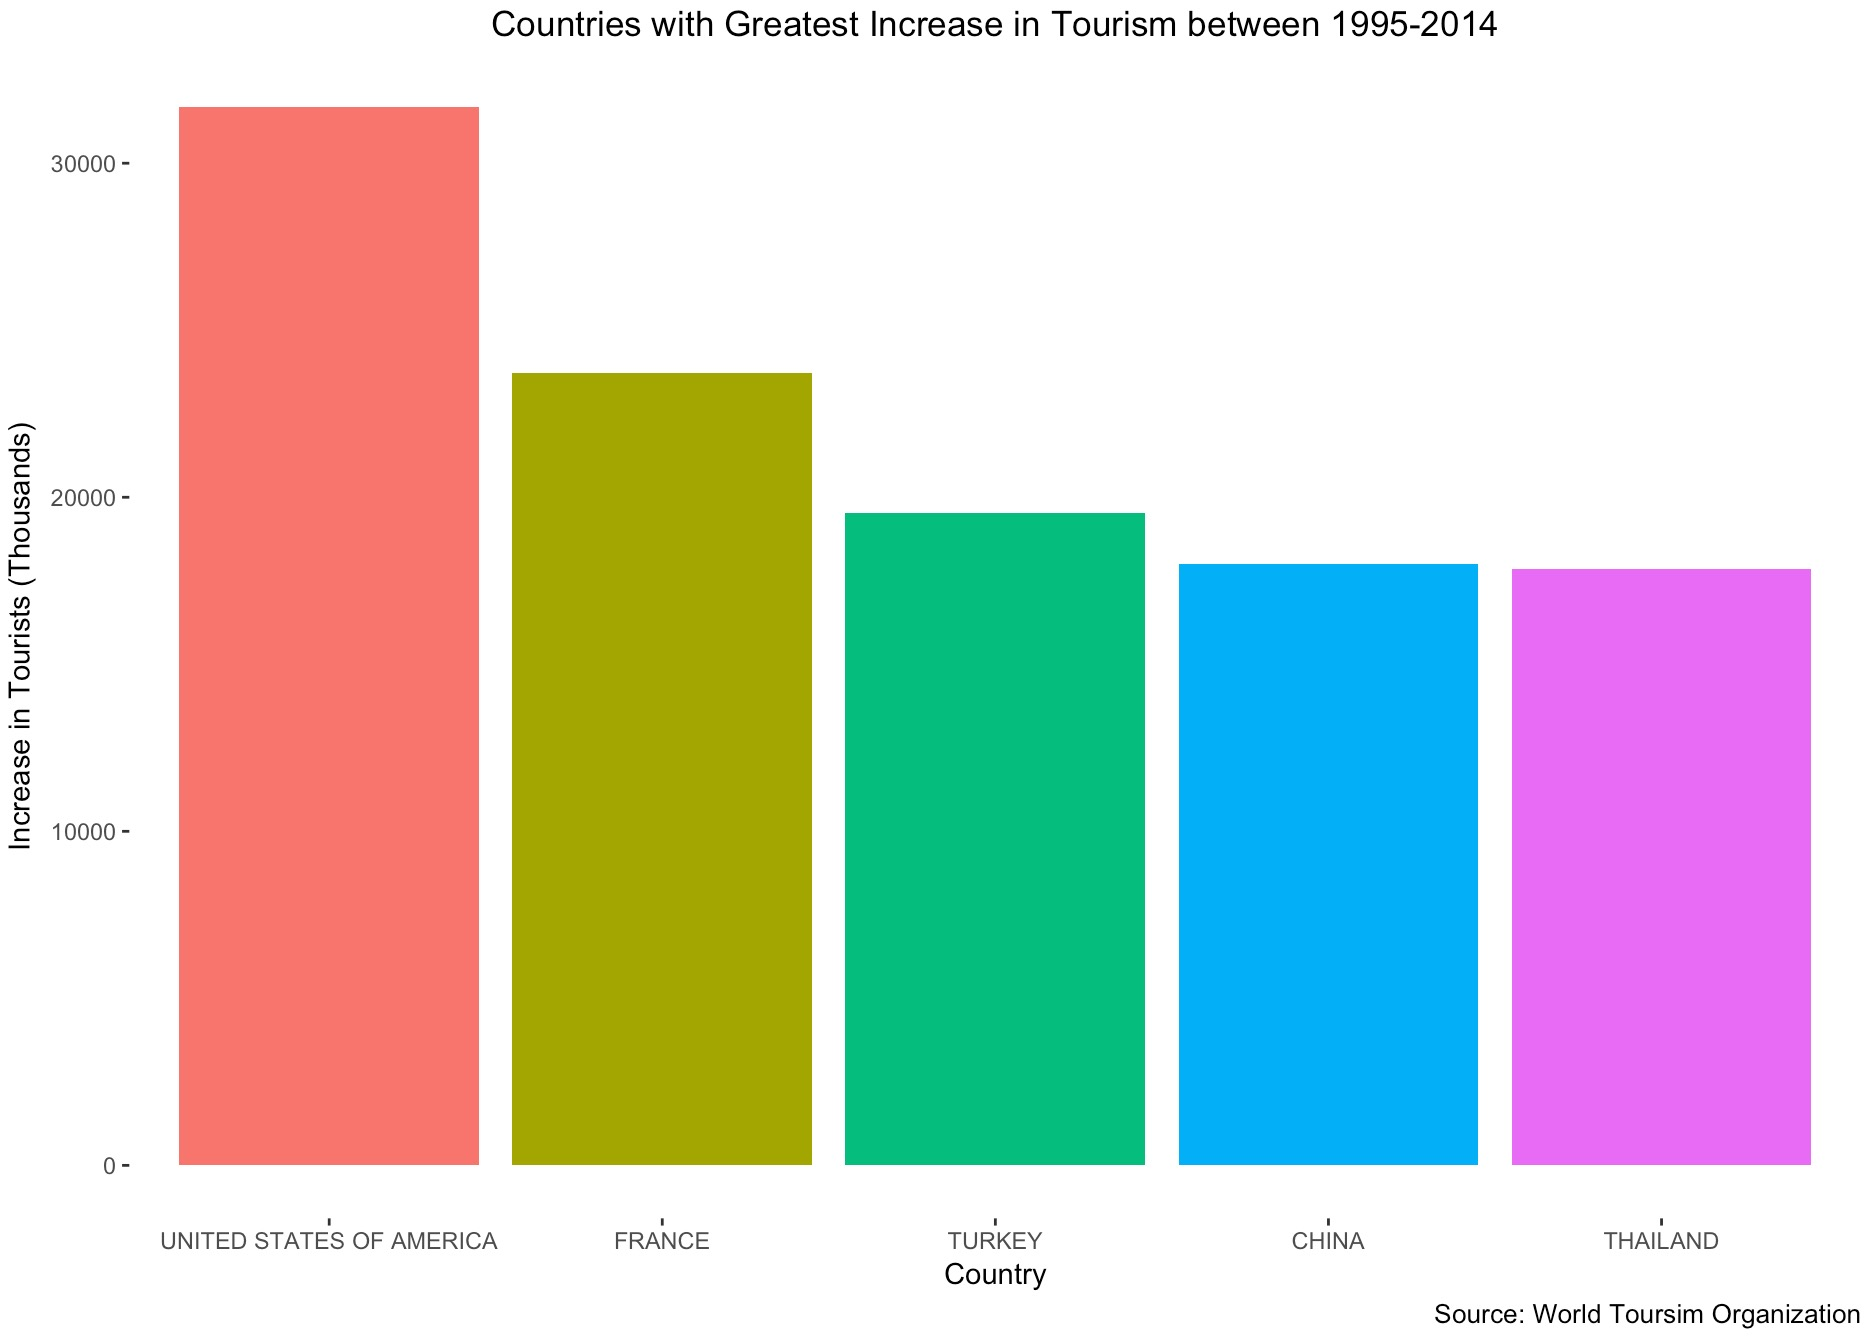 Countries with Greatest Increase in Tourism between 1995-2014
Increase in Tourists (Thousands)
30000
20000
10000
0
UNITED STATES OF AMERICA
FRANCE
TURKEY
CHINA
THAILAND
Country
Source: World Toursim Organization